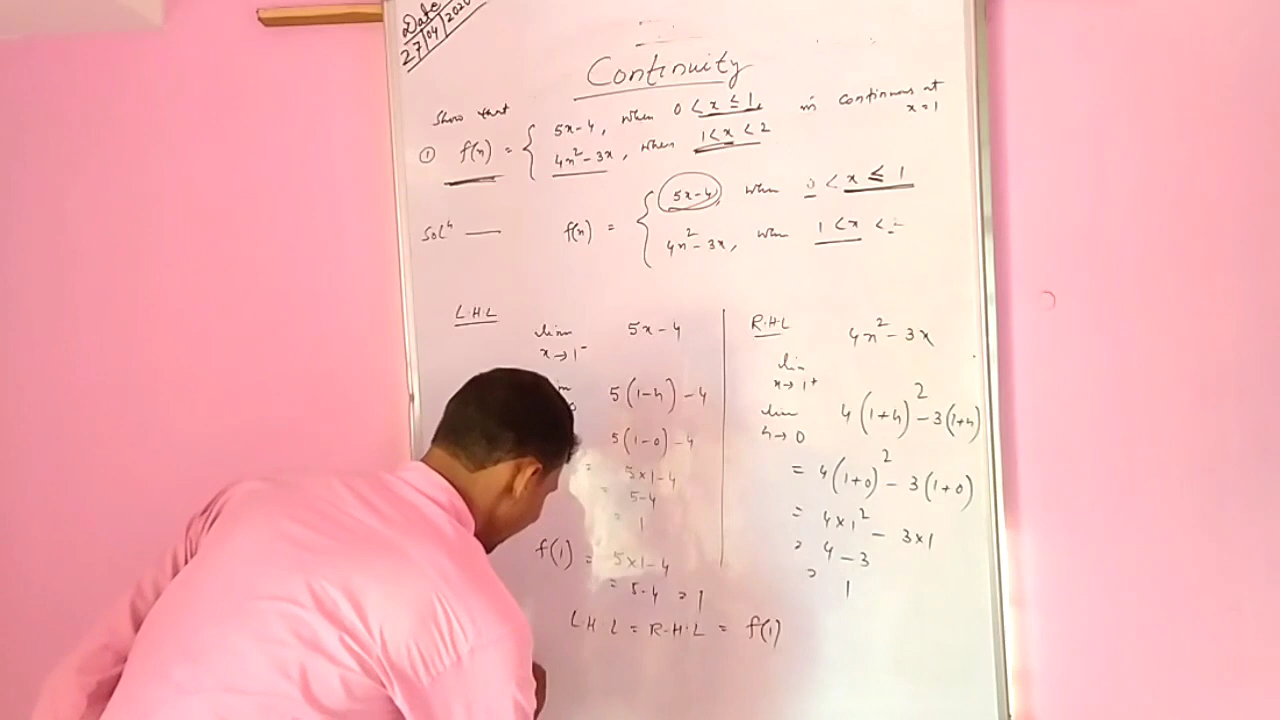 Date
27/04/2020
Continuity
Show that
① f(x) = { 5x-4, when 0 < x ≤ 1, is continuous at x=1
4x² - 3x, when 1 < x < 2
Solⁿ — f(x) = { 5x-4 when 0 < x ≤ 1
4x² - 3x, when 1 < x < 2
L.H.L
lim x→1⁻ 5x-4
5(1-h)-4
5(1-0)-4
= 5×1-4
= 5-4
= 1
f(1) = 5×1-4
= 5-4 = 1
R.H.L
lim x→1⁺ 4x² - 3x
lim h→0 4(1+h)² - 3(1+h)
= 4(1+0)² - 3(1+0)
= 4×1² - 3×1
= 4-3
= 1
L.H.L = R.H.L = f(1)